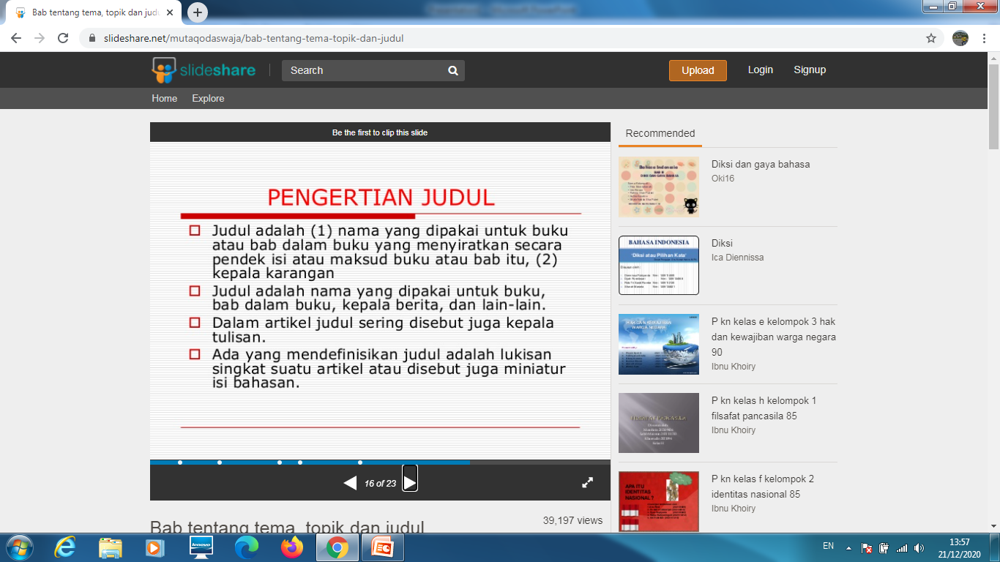 Bab tentang tema, topik dan jud
slideshare.net/mutaqodaswaja/bab-tentang-tema-topik-dan-judul
slideshare
Search
Upload
Login
Signup
Home
Explore
Be the first to clip this slide
PENGERTIAN JUDUL
Judul adalah (1) nama yang dipakai untuk buku
atau bab dalam buku yang menyiratkan secara
pendek isi atau maksud buku atau bab itu, (2)
kepala karangan
Judul adalah nama yang dipakai untuk buku,
bab dalam buku, kepala berita, dan lain-lain.
Dalam artikel judul sering disebut juga kepala
tulisan.
Ada yang mendefinisikan judul adalah lukisan
singkat suatu artikel atau disebut juga miniatur
isi bahasan.
16 of 23
Bab tentang tema, topik dan judul
39,197 views
Recommended
Diksi dan gaya bahasa
Oki16
BAHASA INDONESIA
'Diksi atau Pilihan Kata'
Diksi
Ica Diennissa
P kn kelas e kelompok 3 hak
dan kewajiban warga negara
90
Ibnu Khoiry
P kn kelas h kelompok 1
filsafat pancasila 85
Ibnu Khoiry
APA ITU
IDENTITAS
NASIONAL?
P kn kelas f kelompok 2
identitas nasional 85
Ibnu Khoiry
lenovo
EN
13:57
21/12/2020